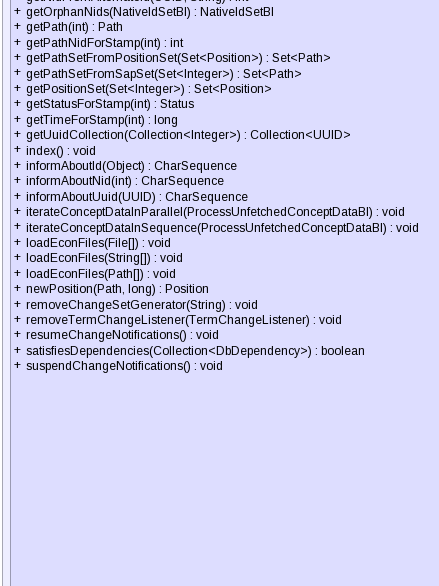 + getOrphanNids(NativeIdSetBI) : NativeIdSetBI
+ getPath(int) : Path
+ getPathNidForStamp(int) : int
+ getPathSetFromPositionSet(Set<Position>) : Set<Path>
+ getPathSetFromSapSet(Set<Integer>) : Set<Path>
+ getPositionSet(Set<Integer>) : Set<Position>
+ getStatusForStamp(int) : Status
+ getTimeForStamp(int) : long
+ getUuidCollection(Collection<Integer>) : Collection<UUID>
+ index() : void
+ informAboutId(Object) : CharSequence
+ informAboutNid(int) : CharSequence
+ informAboutUuid(UUID) : CharSequence
+ iterateConceptDataInParallel(ProcessUnfetchedConceptDataBI) : void
+ iterateConceptDataInSequence(ProcessUnfetchedConceptDataBI) : void
+ loadEconFiles(File[]) : void
+ loadEconFiles(String[]) : void
+ loadEconFiles(Path[]) : void
+ newPosition(Path, long) : Position
+ removeChangeSetGenerator(String) : void
+ removeTermChangeListener(TermChangeListener) : void
+ resumeChangeNotifications() : void
+ satisfiesDependencies(Collection<DbDependency>) : boolean
+ suspendChangeNotifications() : void